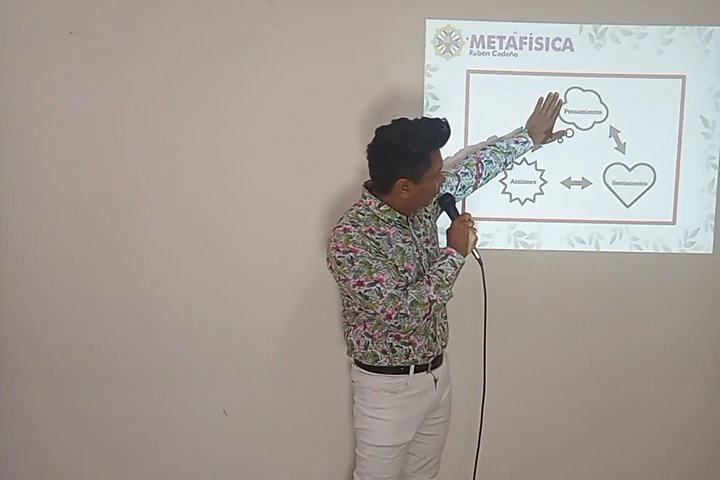 METAFÍSICA
Rubén Cedeño
Pensamientos
Acciones
Sentimientos